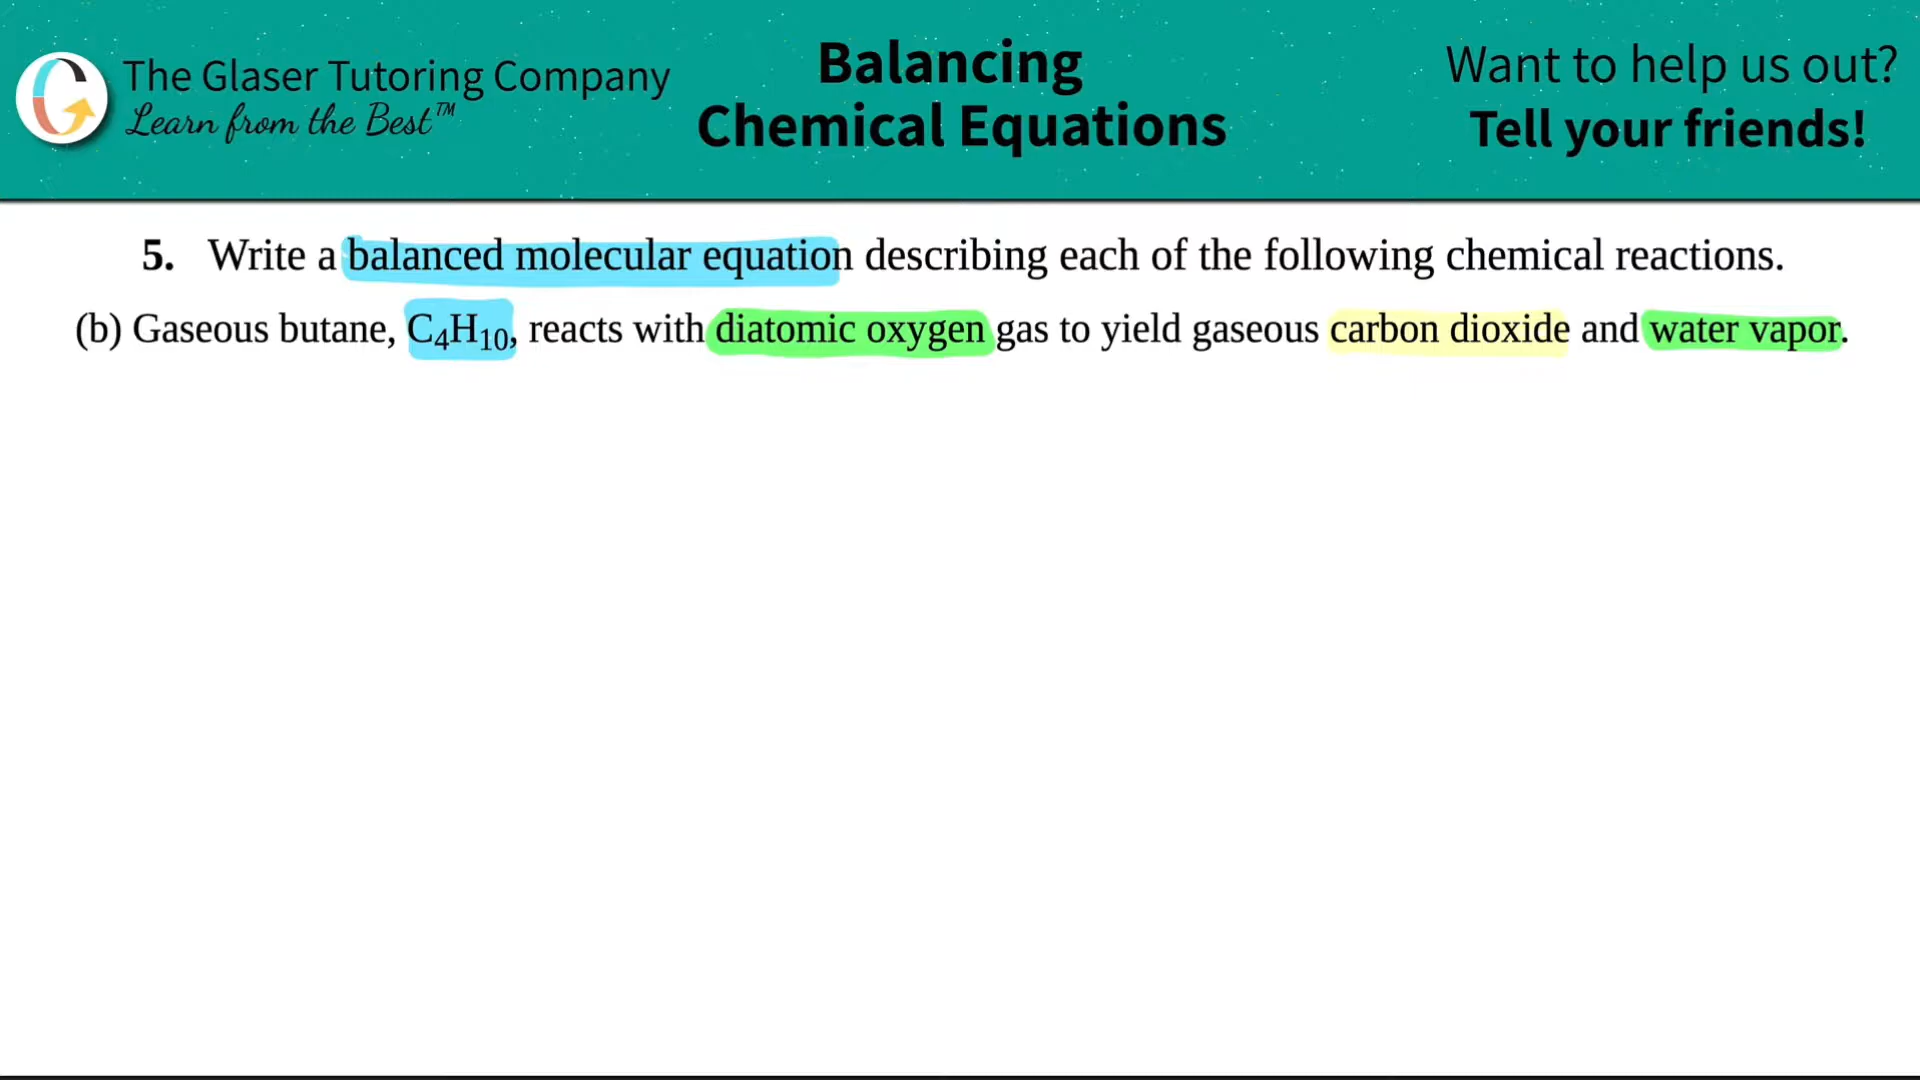 The Glaser Tutoring Company
Learn from the Best™
Balancing
Chemical Equations
Want to help us out?
Tell your friends!
5. Write a balanced molecular equation describing each of the following chemical reactions.
(b) Gaseous butane, C₄H₁₀, reacts with diatomic oxygen gas to yield gaseous carbon dioxide and water vapor.